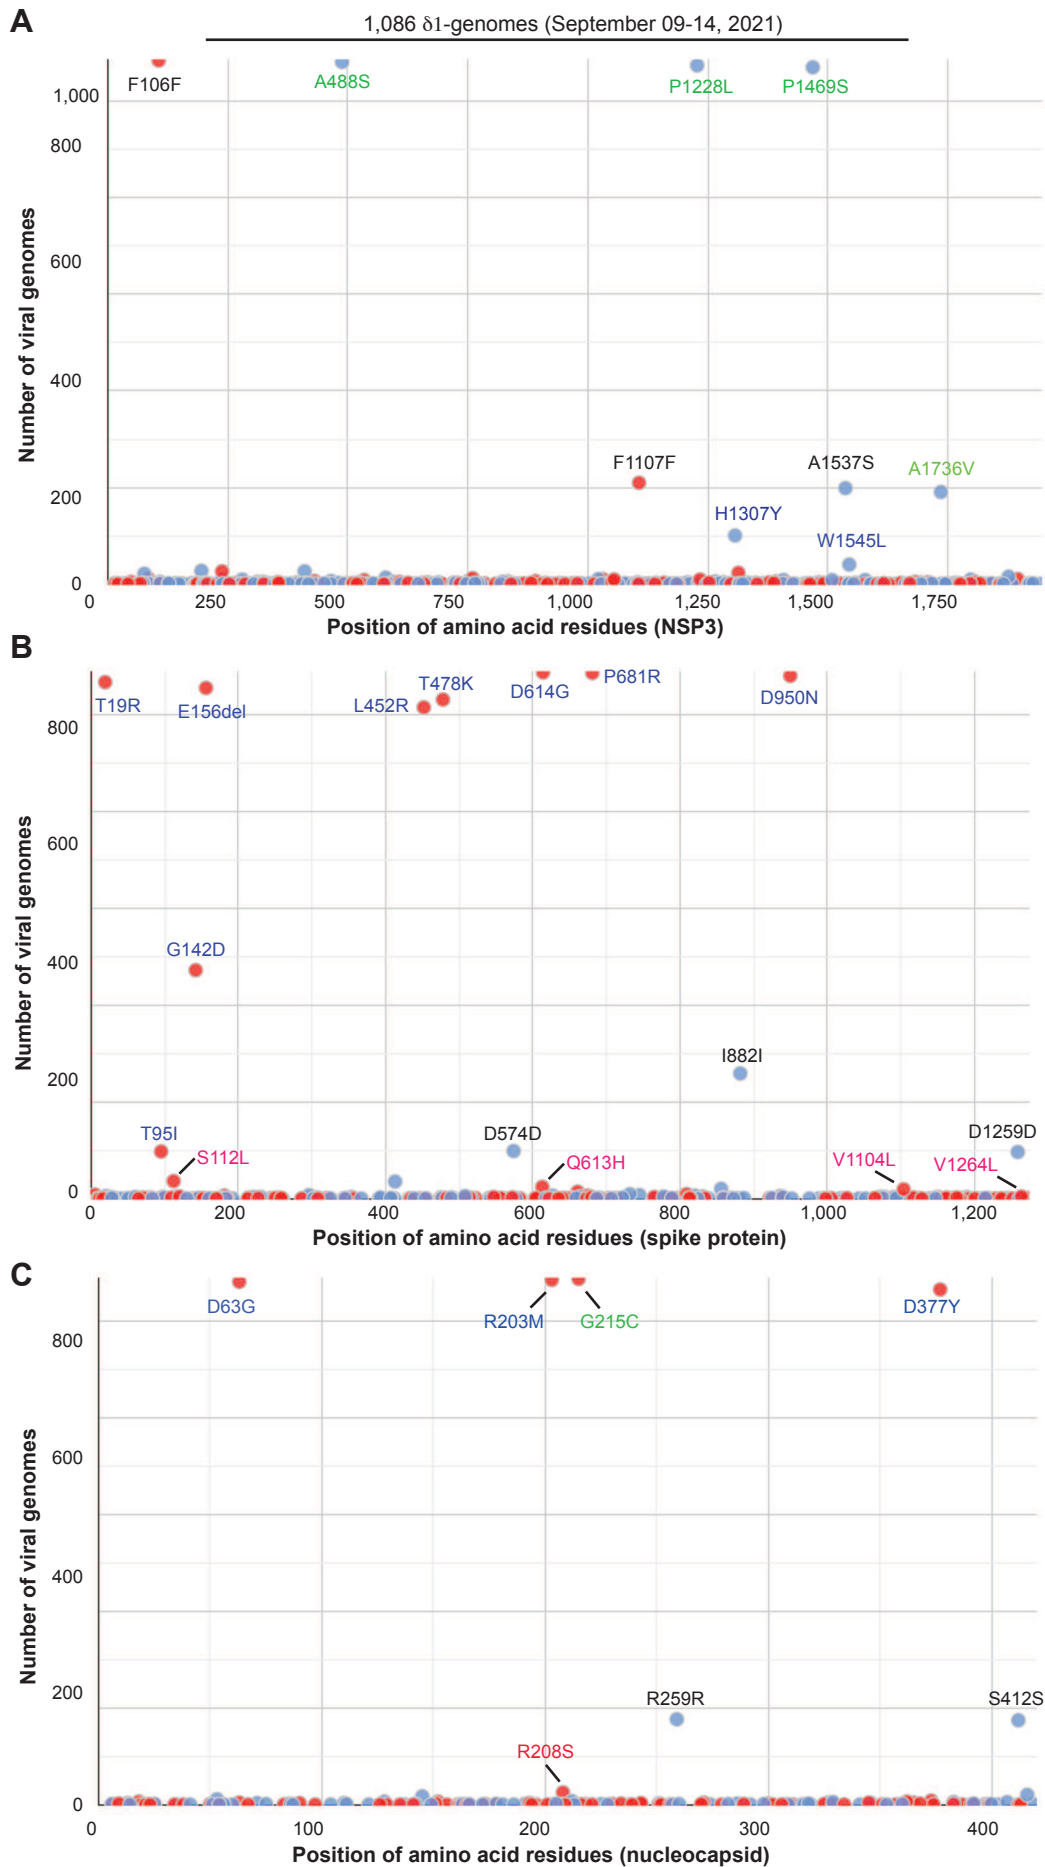 A
1,086 δ1-genomes (September 09-14, 2021)
F106F
A488S
P1228L
P1469S
1,000
800
600
400
200
0
Number of viral genomes
F1107F
A1537S
A1736V
H1307Y
W1545L
0 250 500 750 1,000 1,250 1,500 1,750
Position of amino acid residues (NSP3)
B
T19R
E156del
L452R
T478K
D614G
P681R
D950N
800
600
400
200
0
Number of viral genomes
G142D
I882I
T95I
S112L
D574D
Q613H
V1104L
D1259D
V1264L
0 200 400 600 800 1,000 1,200
Position of amino acid residues (spike protein)
C
D63G
R203M
G215C
D377Y
800
600
400
200
0
Number of viral genomes
R259R
S412S
R208S
0 100 200 300 400
Position of amino acid residues (nucleocapsid)